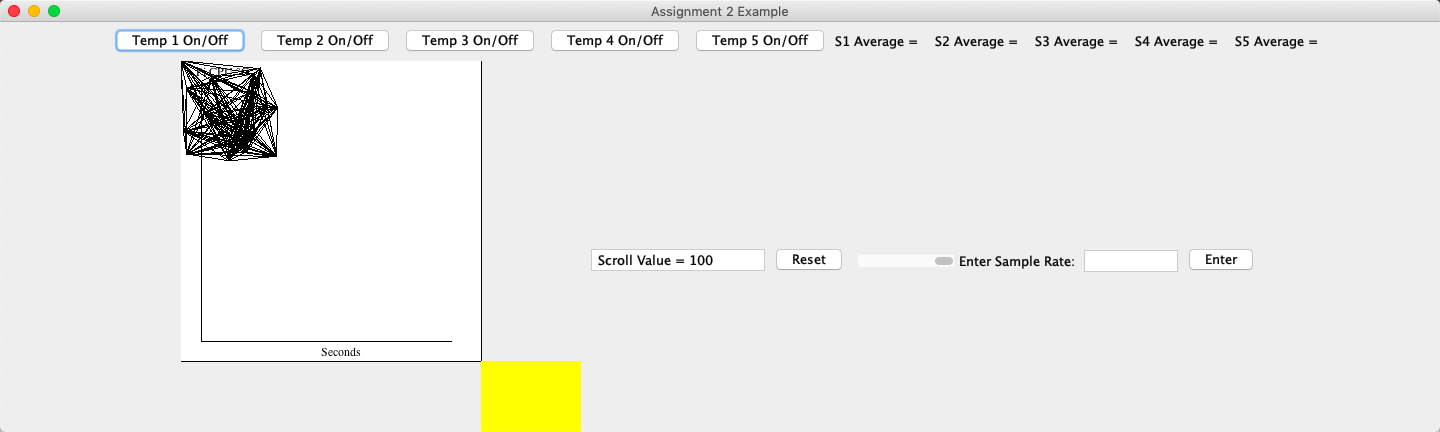 Assignment 2 Example
Temp 1 On/Off Temp 2 On/Off Temp 3 On/Off Temp 4 On/Off Temp 5 On/Off S1 Average = S2 Average = S3 Average = S4 Average = S5 Average =
Scroll Value = 100 Reset Enter Sample Rate: Enter
Seconds